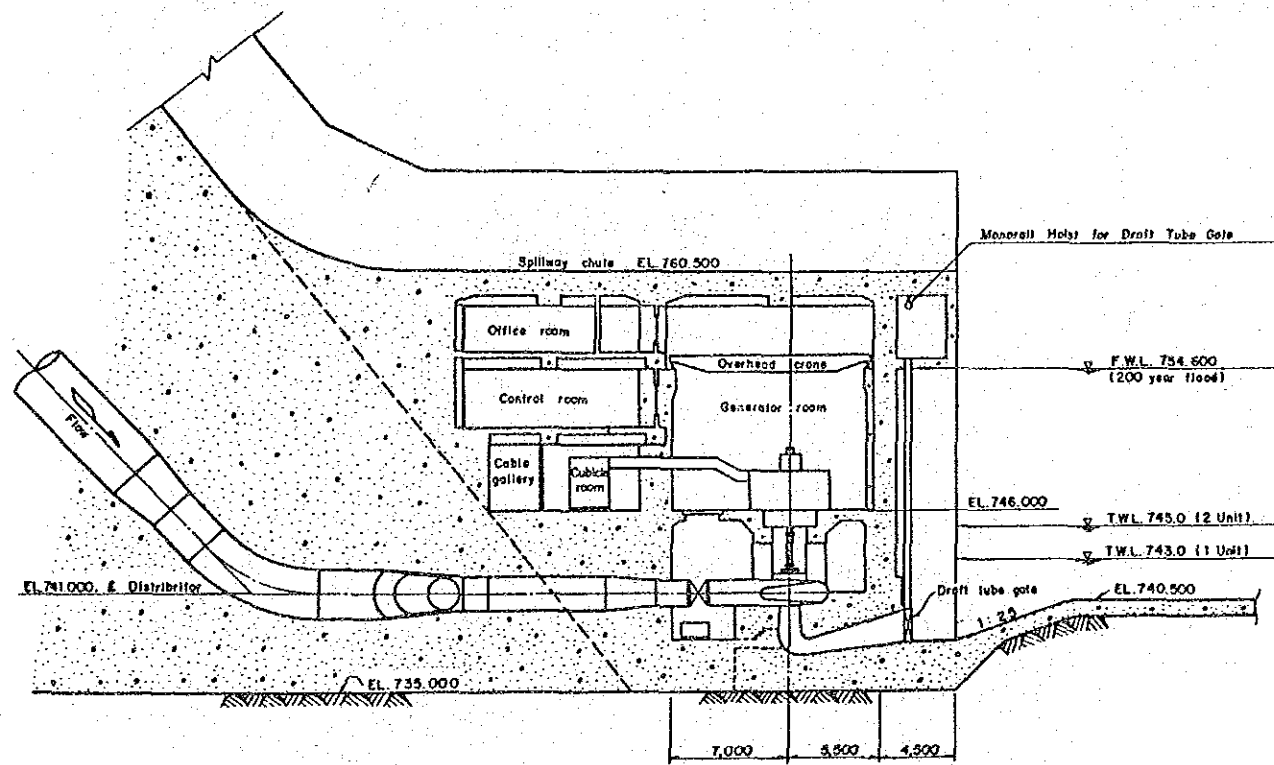 Monorail Hoist for Draft Tube Gate
Spillway chute EL.760.500
Office room
Overhead crane
F.W.L. 754.600
(200 year flood)
Control room
Generator room
Flow
Cable
gallery
Cubicle
room
EL.746.000
T.W.L. 745.0 (2 Unit)
T.W.L. 743.0 (1 Unit)
EL.741.000. ₵ Distribritor
Draft tube gate
EL.740.500
1:2.5
EL.735.000
7,000
5,500
4,500